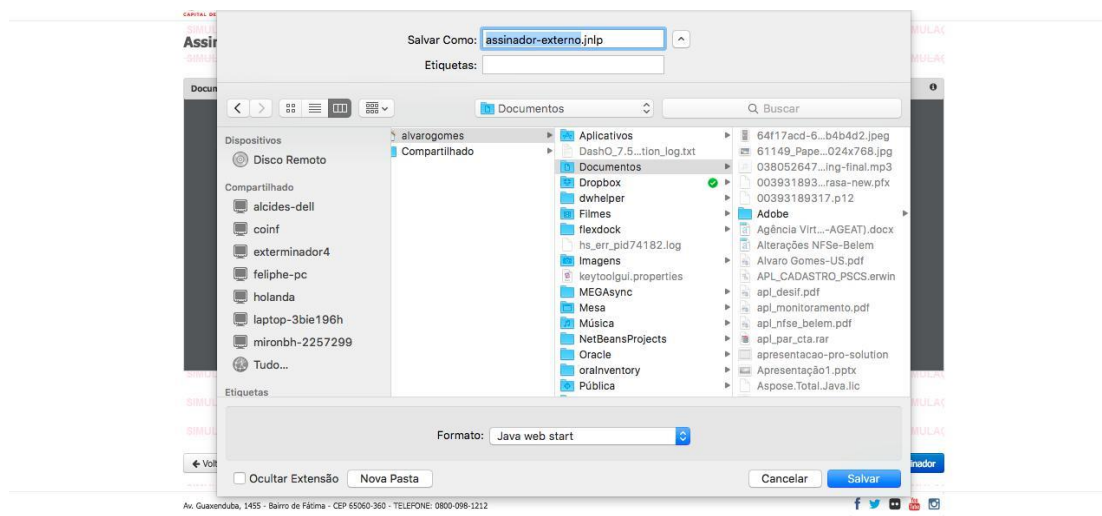 CAPITAL DE
Assin
SIMUL
SIMULAÇ
Docum
Salvar Como: assinador-externo.jnlp
Etiquetas:
Documentos
Buscar
Dispositivos
Disco Remoto
Compartilhado
alcides-dell
coinf
exterminador4
feliphe-pc
holanda
laptop-3bie196h
mironbh-2257299
Tudo...
Etiquetas
alvarogomes
Compartilhado
Aplicativos
DashO_7.5...tion_log.txt
Documentos
Dropbox
dwhelper
Filmes
flexdock
hs_err_pid74182.log
Imagens
keytoolgui.properties
MEGAsync
Mesa
Música
NetBeansProjects
Oracle
oraInventory
Pública
64f17acd-6...b4b4d2.jpeg
61149_Pape...024x768.jpg
038052647...ing-final.mp3
003931893...rasa-new.pfx
00393189317.p12
Adobe
Agência Virt...-AGEAT).docx
Alterações NFSe-Belem
Alvaro Gomes-US.pdf
APL_CADASTRO_PSCS.erwin
apl_desif.pdf
apl_monitoramento.pdf
apl_nfse_belem.pdf
apl_par_cta.rar
apresentacao-pro-solution
Apresentação1.pptx
Aspose.Total.Java.lic
Formato: Java web start
Volt
Ocultar Extensão
Nova Pasta
Cancelar
Salvar
inador
Av. Guaxenduba, 1455 - Bairro de Fátima - CEP 65060-360 - TELEFONE: 0800-098-1212